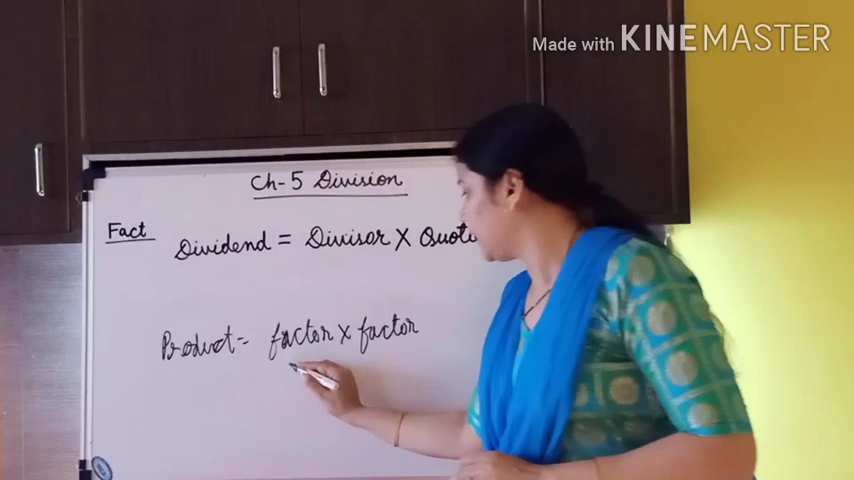 Made with KINEMASTER
Ch-5 Division
Fact
Dividend = Divisor X Quoti
Product = factor x factor